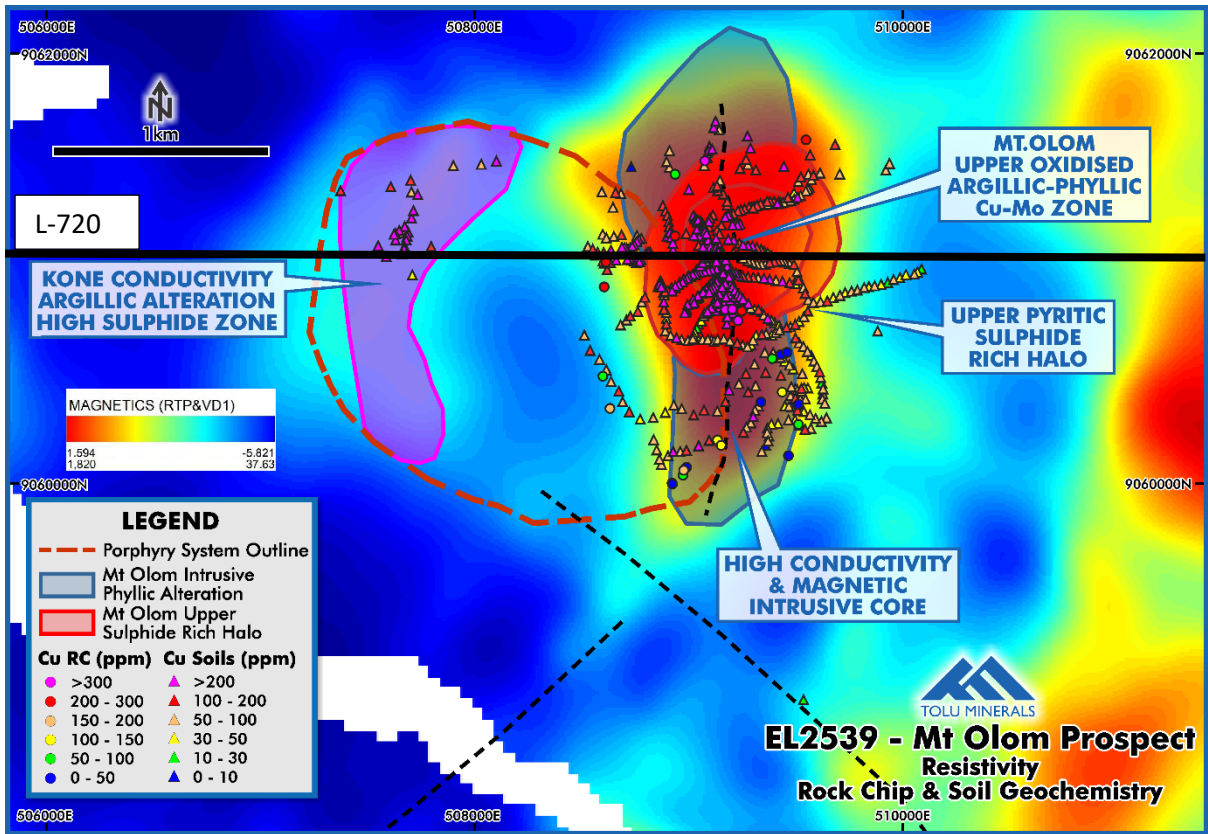 506000E
508000E
510000E
9062000N
9062000N
N
1km
L-720
MT.OLOM
UPPER OXIDISED
ARGILLIC-PHYLLIC
Cu-Mo ZONE
KONE CONDUCTIVITY
ARGILLIC ALTERATION
HIGH SULPHIDE ZONE
UPPER PYRITIC
SULPHIDE
RICH HALO
MAGNETICS (RTP&VD1)
1.594 -5.821
1,820 37.63
9060000N
9060000N
LEGEND
Porphyry System Outline
Mt Olom Intrusive
Phyllic Alteration
Mt Olom Upper
Sulphide Rich Halo
Cu RC (ppm) Cu Soils (ppm)
>300 >200
200 - 300 100 - 200
150 - 200 50 - 100
100 - 150 30 - 50
50 - 100 10 - 30
0 - 50 0 - 10
HIGH CONDUCTIVITY
& MAGNETIC
INTRUSIVE CORE
TOLU MINERALS
EL2539 - Mt Olom Prospect
Resistivity
Rock Chip & Soil Geochemistry
506000E
508000E
510000E